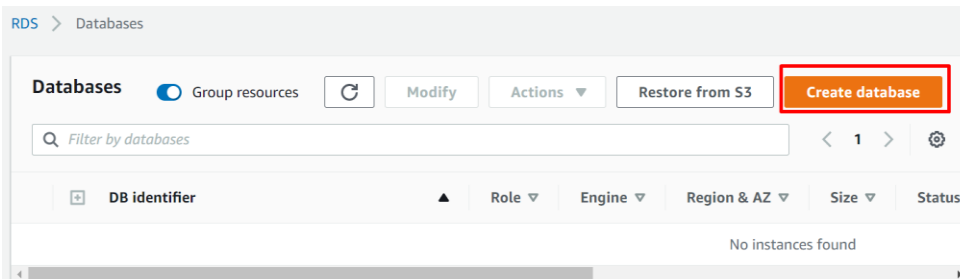 RDS > Databases
Databases Group resources Modify Actions Restore from S3 Create database
Filter by databases < 1 >
DB identifier Role Engine Region & AZ Size Status
No instances found